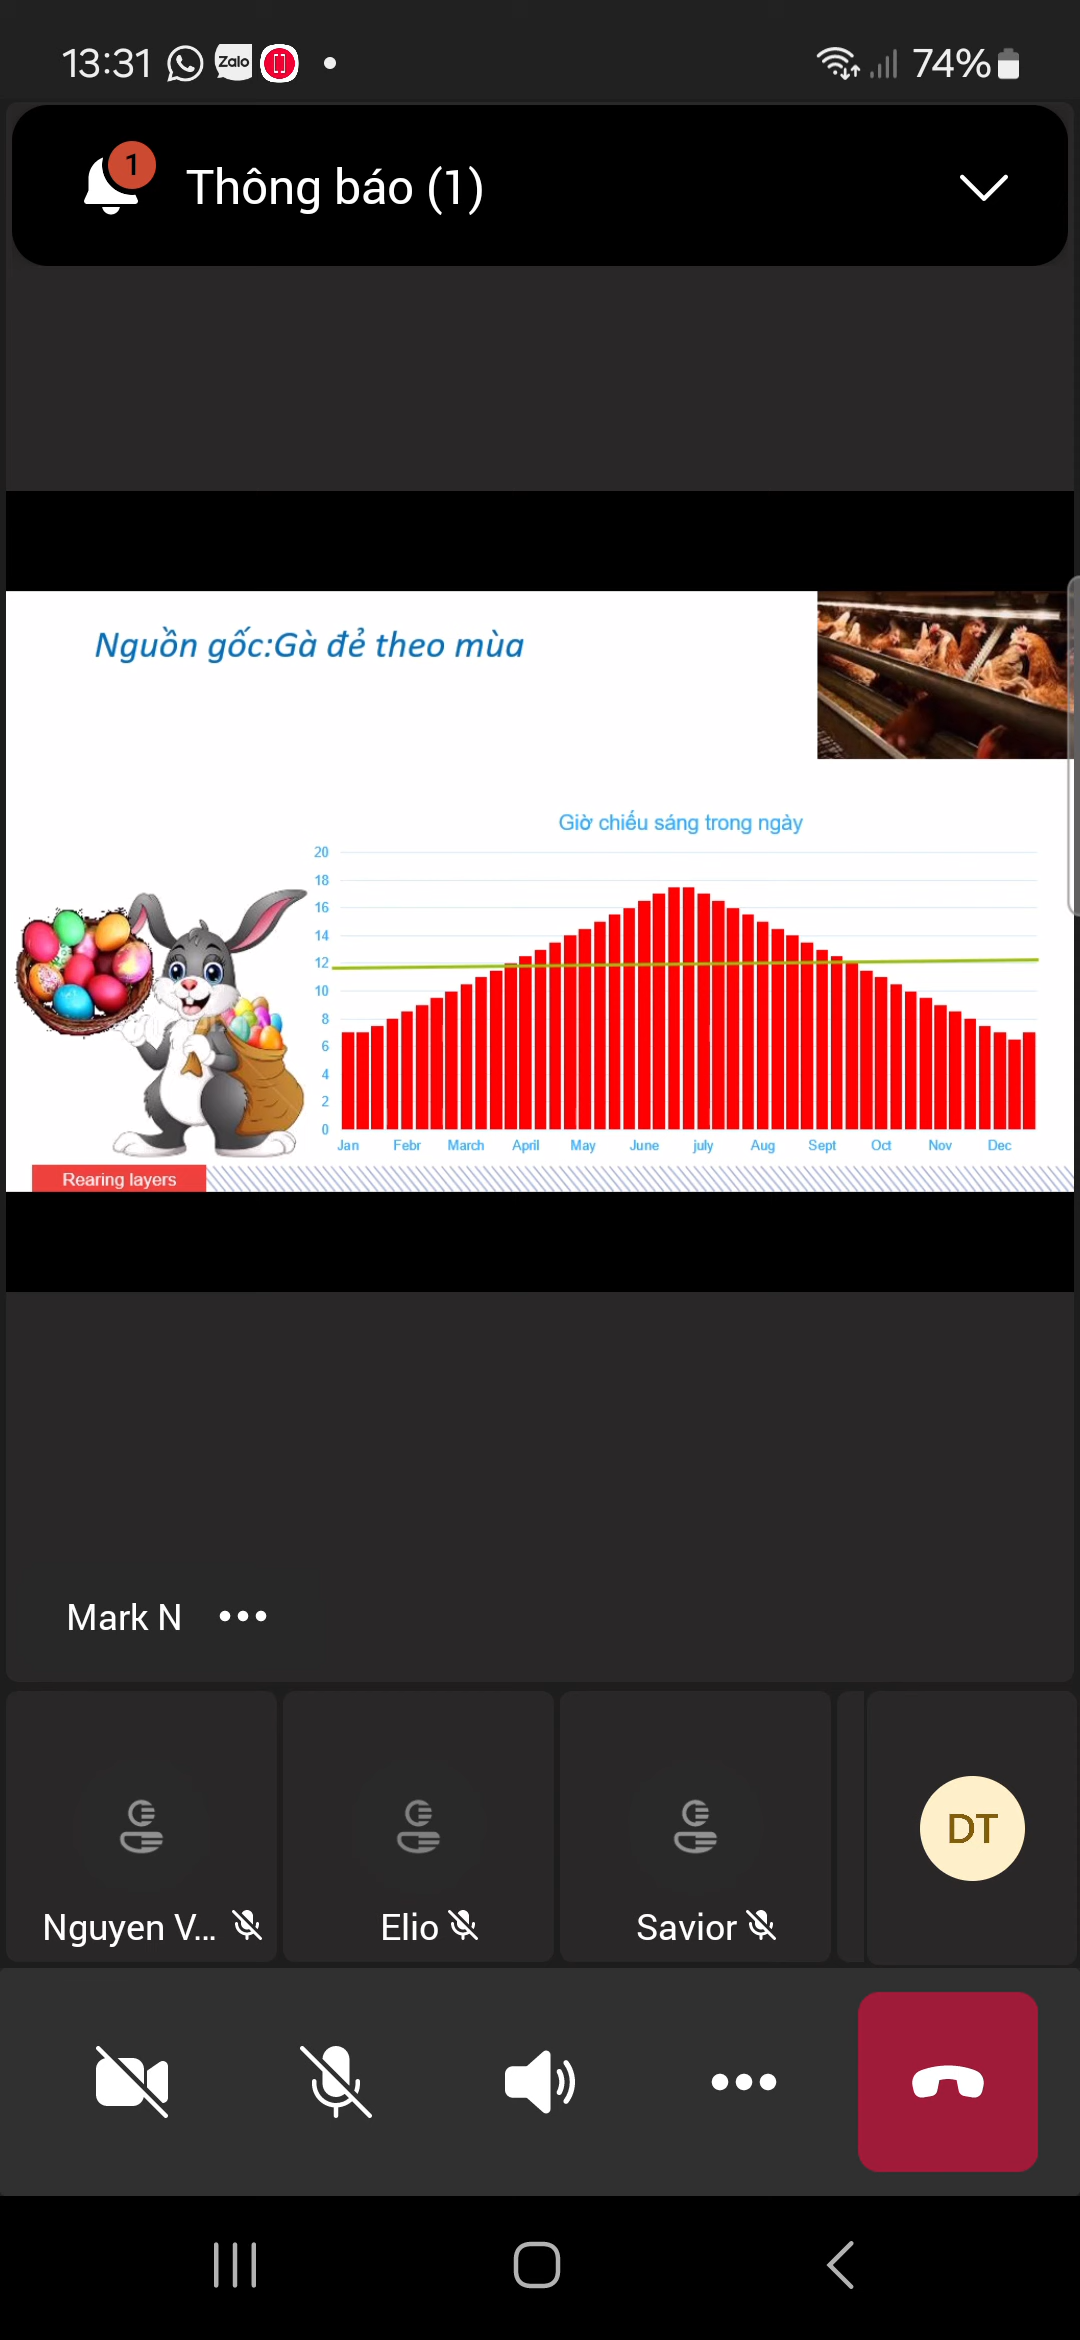 13:31
Zalo
74%
1
Thông báo (1)
Nguồn gốc:Gà đẻ theo mùa
Giờ chiếu sáng trong ngày
20
18
16
14
12
10
8
6
4
2
0
Jan Febr March April May June july Aug Sept Oct Nov Dec
Rearing layers
Mark N
Nguyen V...
Elio
Savior
DT